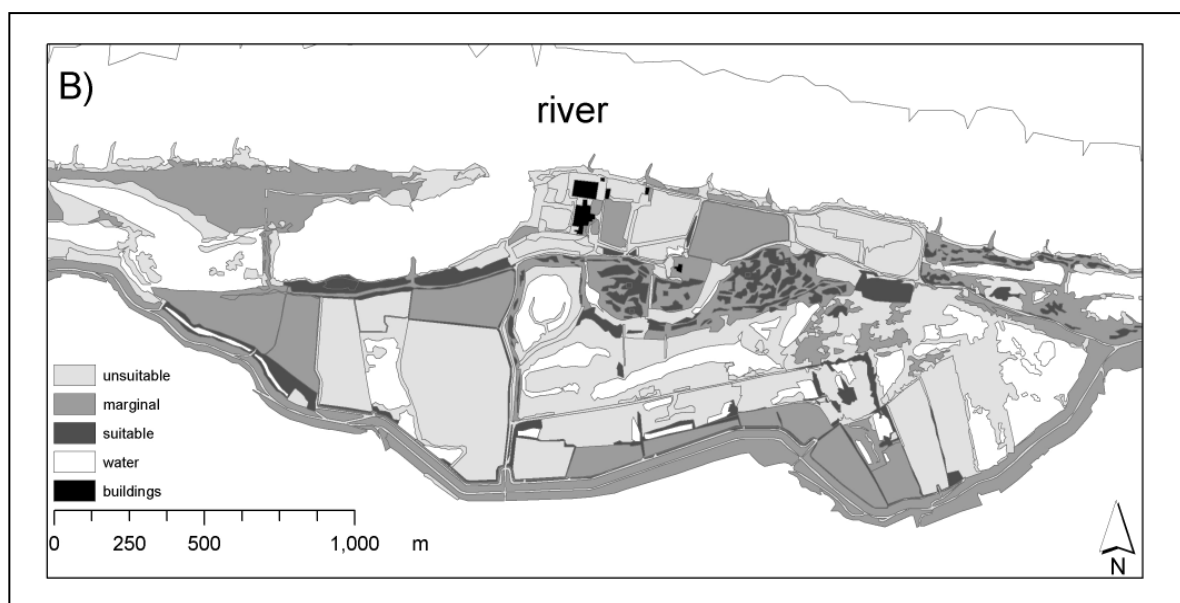 B)
river
unsuitable
marginal
suitable
water
buildings
0 250 500 1,000 m
N